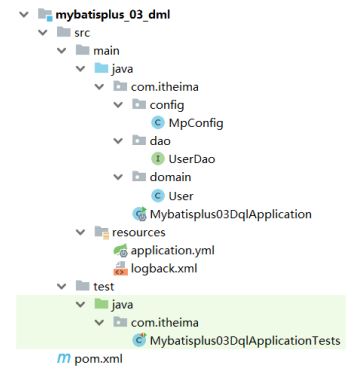 mybatisplus_03_dml
src
main
java
com.itheima
config
MpConfig
dao
UserDao
domain
User
Mybatisplus03DqlApplication
resources
application.yml
logback.xml
test
java
com.itheima
Mybatisplus03DqlApplicationTests
pom.xml